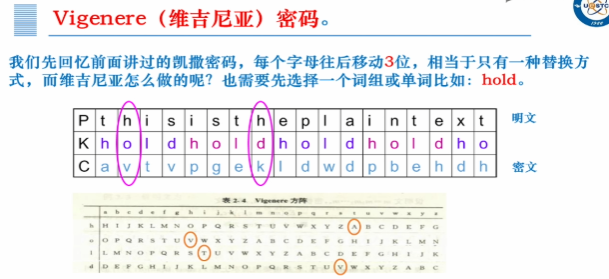 Vigenere（维吉尼亚）密码。
我们先回忆前面讲过的凯撒密码，每个字母往后移动3位，相当于只有一种替换方
式，而维吉尼亚怎么做的呢？也需要先选择一个词组或单词比如：hold。
P t h i s i s t h e p l a i n t e x t 明文
K h o l d h o l d h o l d h o l d h o
C a v t v p g e k l d w d p b e h d h 密文
表 2-4 Vigenere 方阵
a b c d e f g h i j k l m n o p q r s t u v w x y z
h H I J K L M N O P Q R S T U V W X Y Z A B C D E F G
o O P Q R S T U V W X Y Z A B C D E F G H I J K L M N
l L M N O P Q R S T U V W X Y Z A B C D E F G H I J K
d D E F G H I J K L M N O P Q R S T U V W X Y Z A B C